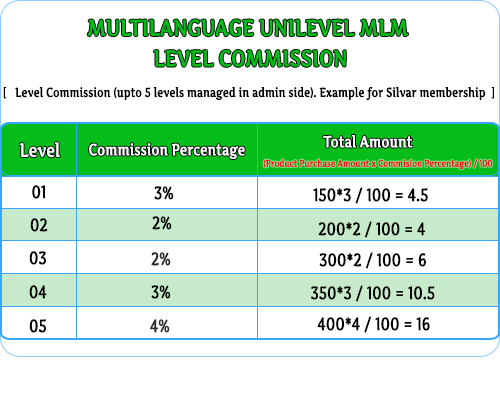 MULTILANGUAGE UNILEVEL MLM
LEVEL COMMISSION
[ Level Commission (upto 5 levels managed in admin side). Example for Silvar membership ]
Level Commission Percentage Total Amount
(Product Purchase Amount x Commision Percentage) / 100
01 3% 150*3 / 100 = 4.5
02 2% 200*2 / 100 = 4
03 2% 300*2 / 100 = 6
04 3% 350*3 / 100 = 10.5
05 4% 400*4 / 100 = 16